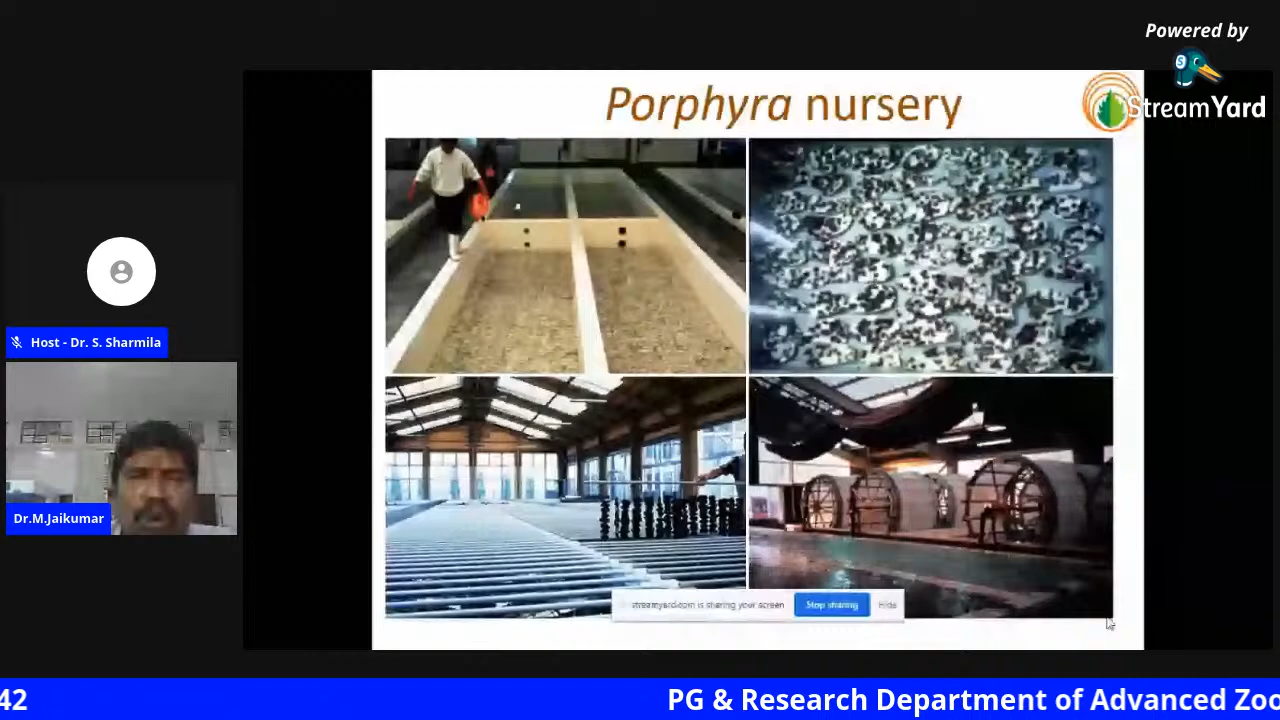 Powered by
StreamYard
Porphyra nursery
Host - Dr. S. Sharmila
Dr.M.Jaikumar
streamyard.com is sharing your screen
Stop sharing
Hide
42
PG & Research Department of Advanced Zoo